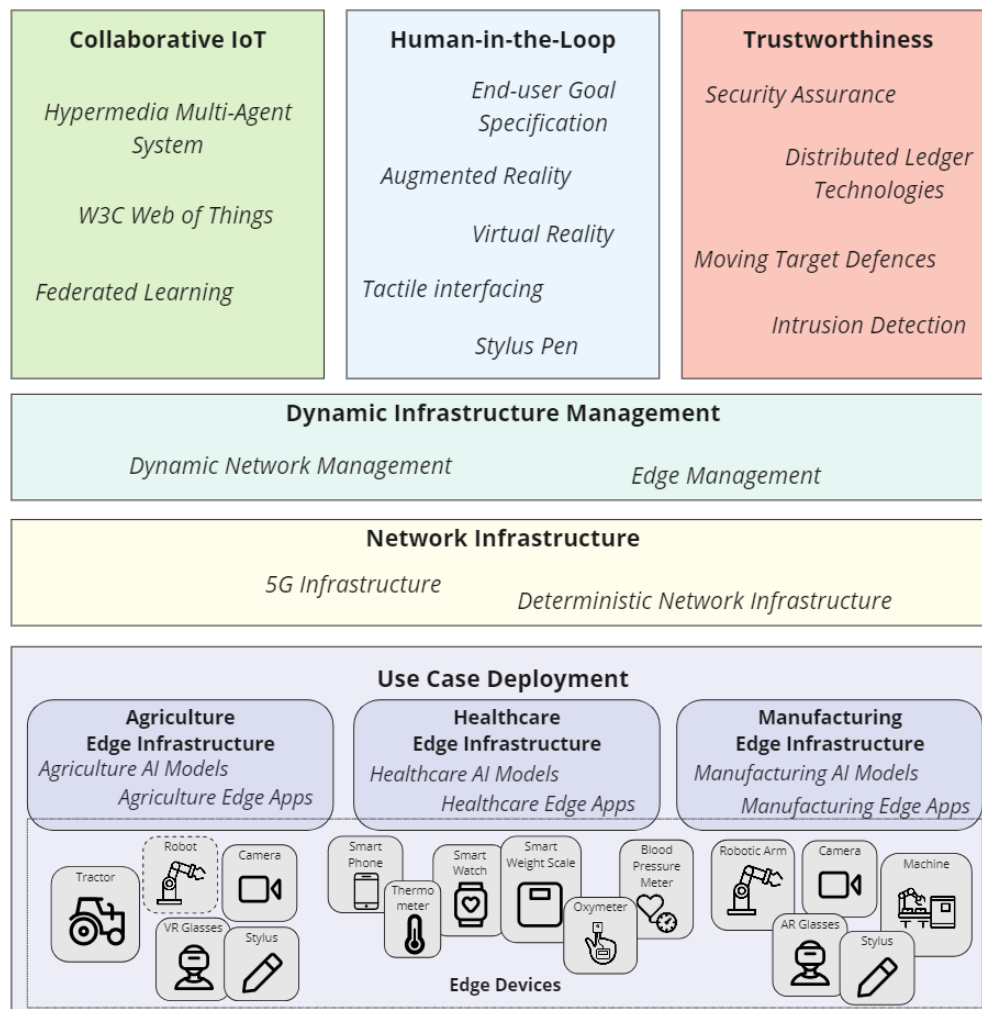 Collaborative IoT
Hypermedia Multi-Agent
System
W3C Web of Things
Federated Learning
Human-in-the-Loop
End-user Goal
Specification
Augmented Reality
Virtual Reality
Tactile interfacing
Stylus Pen
Trustworthiness
Security Assurance
Distributed Ledger
Technologies
Moving Target Defences
Intrusion Detection
Dynamic Infrastructure Management
Dynamic Network Management
Edge Management
Network Infrastructure
5G Infrastructure
Deterministic Network Infrastructure
Use Case Deployment
Agriculture
Edge Infrastructure
Agriculture AI Models
Agriculture Edge Apps
Healthcare
Edge Infrastructure
Healthcare AI Models
Healthcare Edge Apps
Manufacturing
Edge Infrastructure
Manufacturing AI Models
Manufacturing Edge Apps
Tractor
Robot
Camera
VR Glasses
Stylus
Smart
Phone
Thermo
meter
Smart
Watch
Smart
Weight Scale
Oxymeter
Blood
Pressure
Meter
Robotic Arm
Camera
Machine
AR Glasses
Stylus
Edge Devices